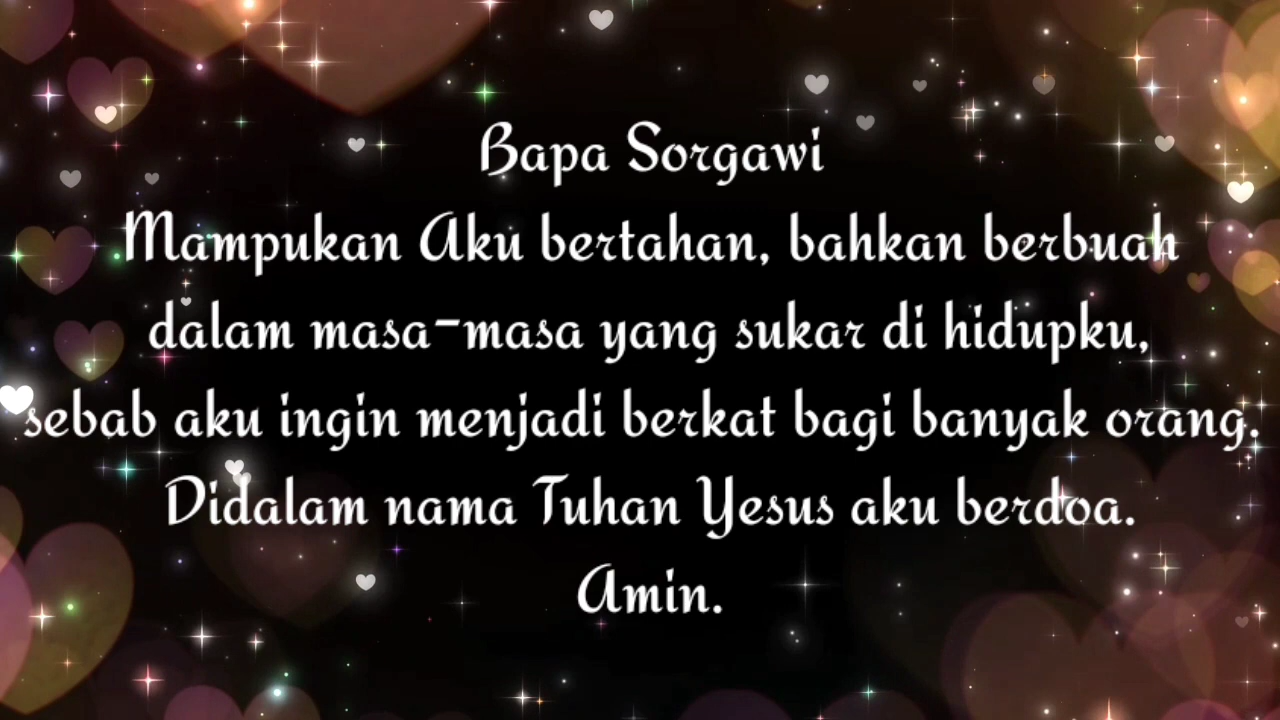 Bapa Sorgawi
Mampukan Aku bertahan, bahkan berbuah
dalam masa-masa yang sukar di hidupku,
sebab aku ingin menjadi berkat bagi banyak orang.
Didalam nama Tuhan Yesus aku berdoa.
Amin.